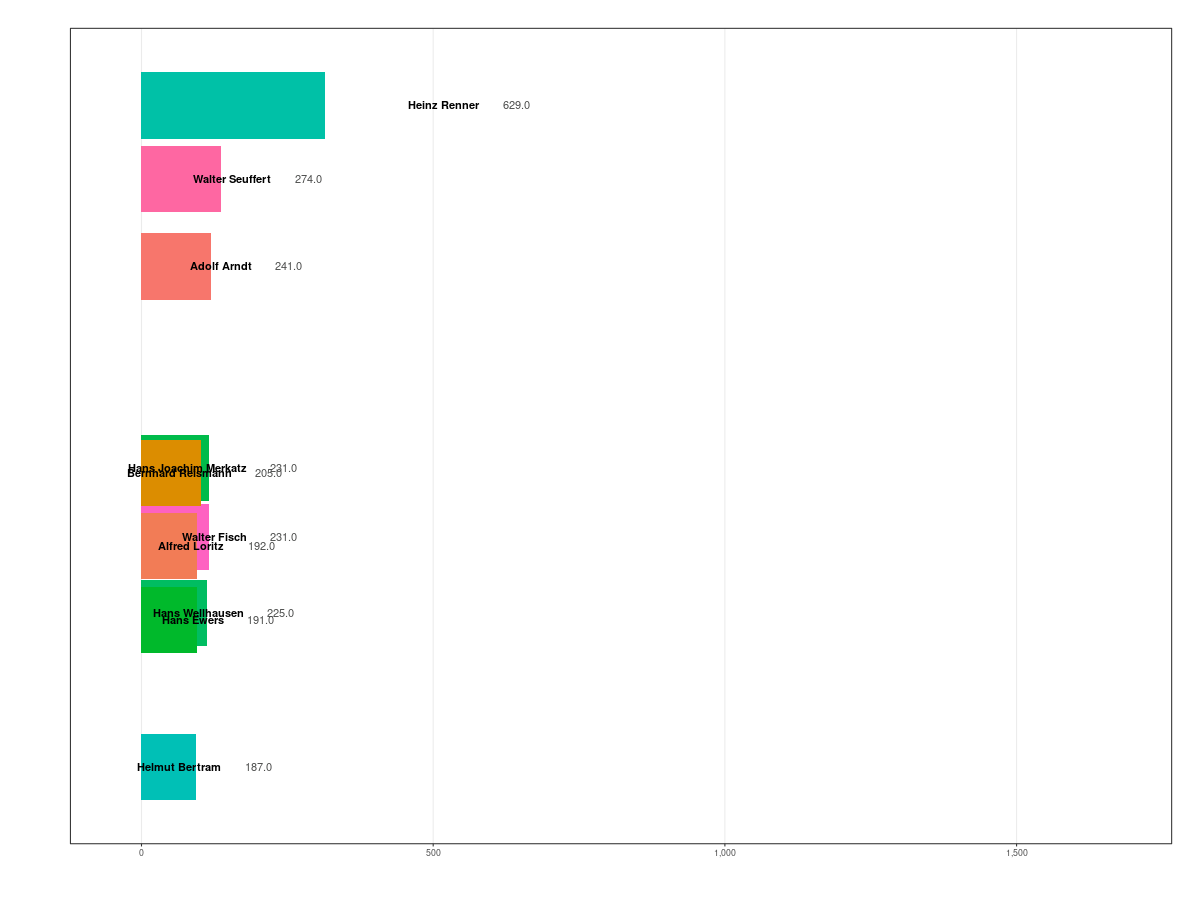 Heinz Renner 629.0
Walter Seuffert 274.0
Adolf Arndt 241.0
Hans Joachim Merkatz 231.0
Bernhard Reismann 205.0
Walter Fisch 231.0
Alfred Loritz 192.0
Hans Wellhausen 225.0
Hans Ewers 191.0
Helmut Bertram 187.0
0 500 1,000 1,500